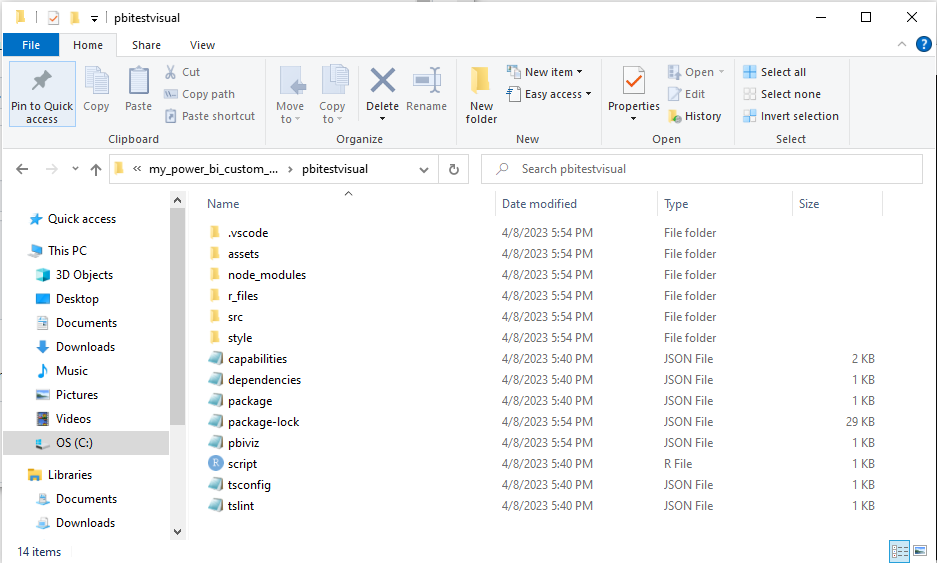 pbitestvisual
File Home Share View
Pin to Quick access
Copy
Paste
Cut
Copy path
Paste shortcut
Clipboard
Move to
Copy to
Delete
Rename
Organize
New folder
New item
Easy access
New
Properties
Open
Edit
History
Open
Select all
Select none
Invert selection
Select
« my_power_bi_custom_... › pbitestvisual
Search pbitestvisual
Quick access
This PC
3D Objects
Desktop
Documents
Downloads
Music
Pictures
Videos
OS (C:)
Libraries
Documents
Downloads
Name Date modified Type Size
.vscode 4/8/2023 5:54 PM File folder
assets 4/8/2023 5:54 PM File folder
node_modules 4/8/2023 5:54 PM File folder
r_files 4/8/2023 5:54 PM File folder
src 4/8/2023 5:54 PM File folder
style 4/8/2023 5:54 PM File folder
capabilities 4/8/2023 5:40 PM JSON File 2 KB
dependencies 4/8/2023 5:40 PM JSON File 1 KB
package 4/8/2023 5:40 PM JSON File 1 KB
package-lock 4/8/2023 5:54 PM JSON File 29 KB
pbiviz 4/8/2023 5:54 PM JSON File 1 KB
script 4/8/2023 5:40 PM R File 1 KB
tsconfig 4/8/2023 5:40 PM JSON File 1 KB
tslint 4/8/2023 5:40 PM JSON File 1 KB
14 items